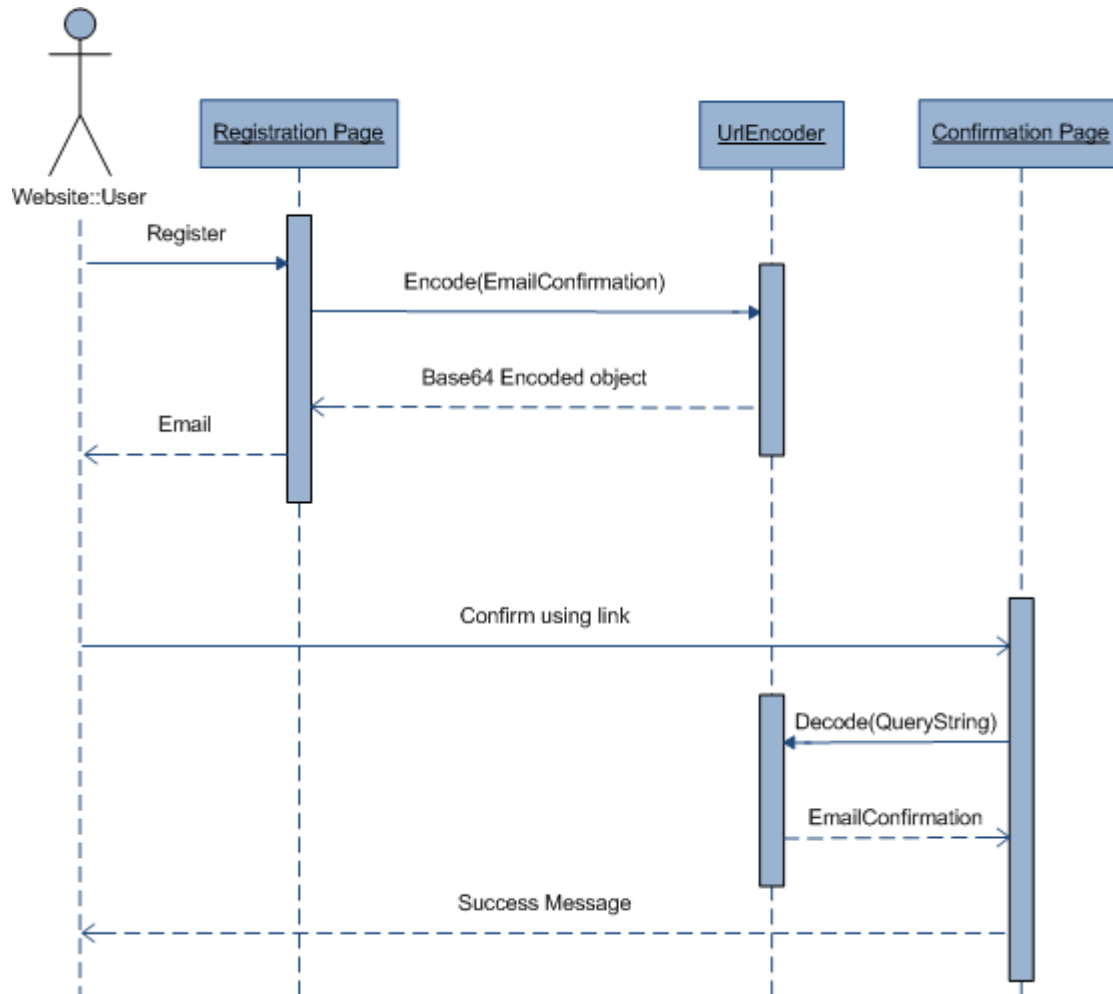 Registration Page
UrlEncoder
Confirmation Page
Website::User
Register
Encode(EmailConfirmation)
Base64 Encoded object
Email
Confirm using link
Decode(QueryString)
EmailConfirmation
Success Message